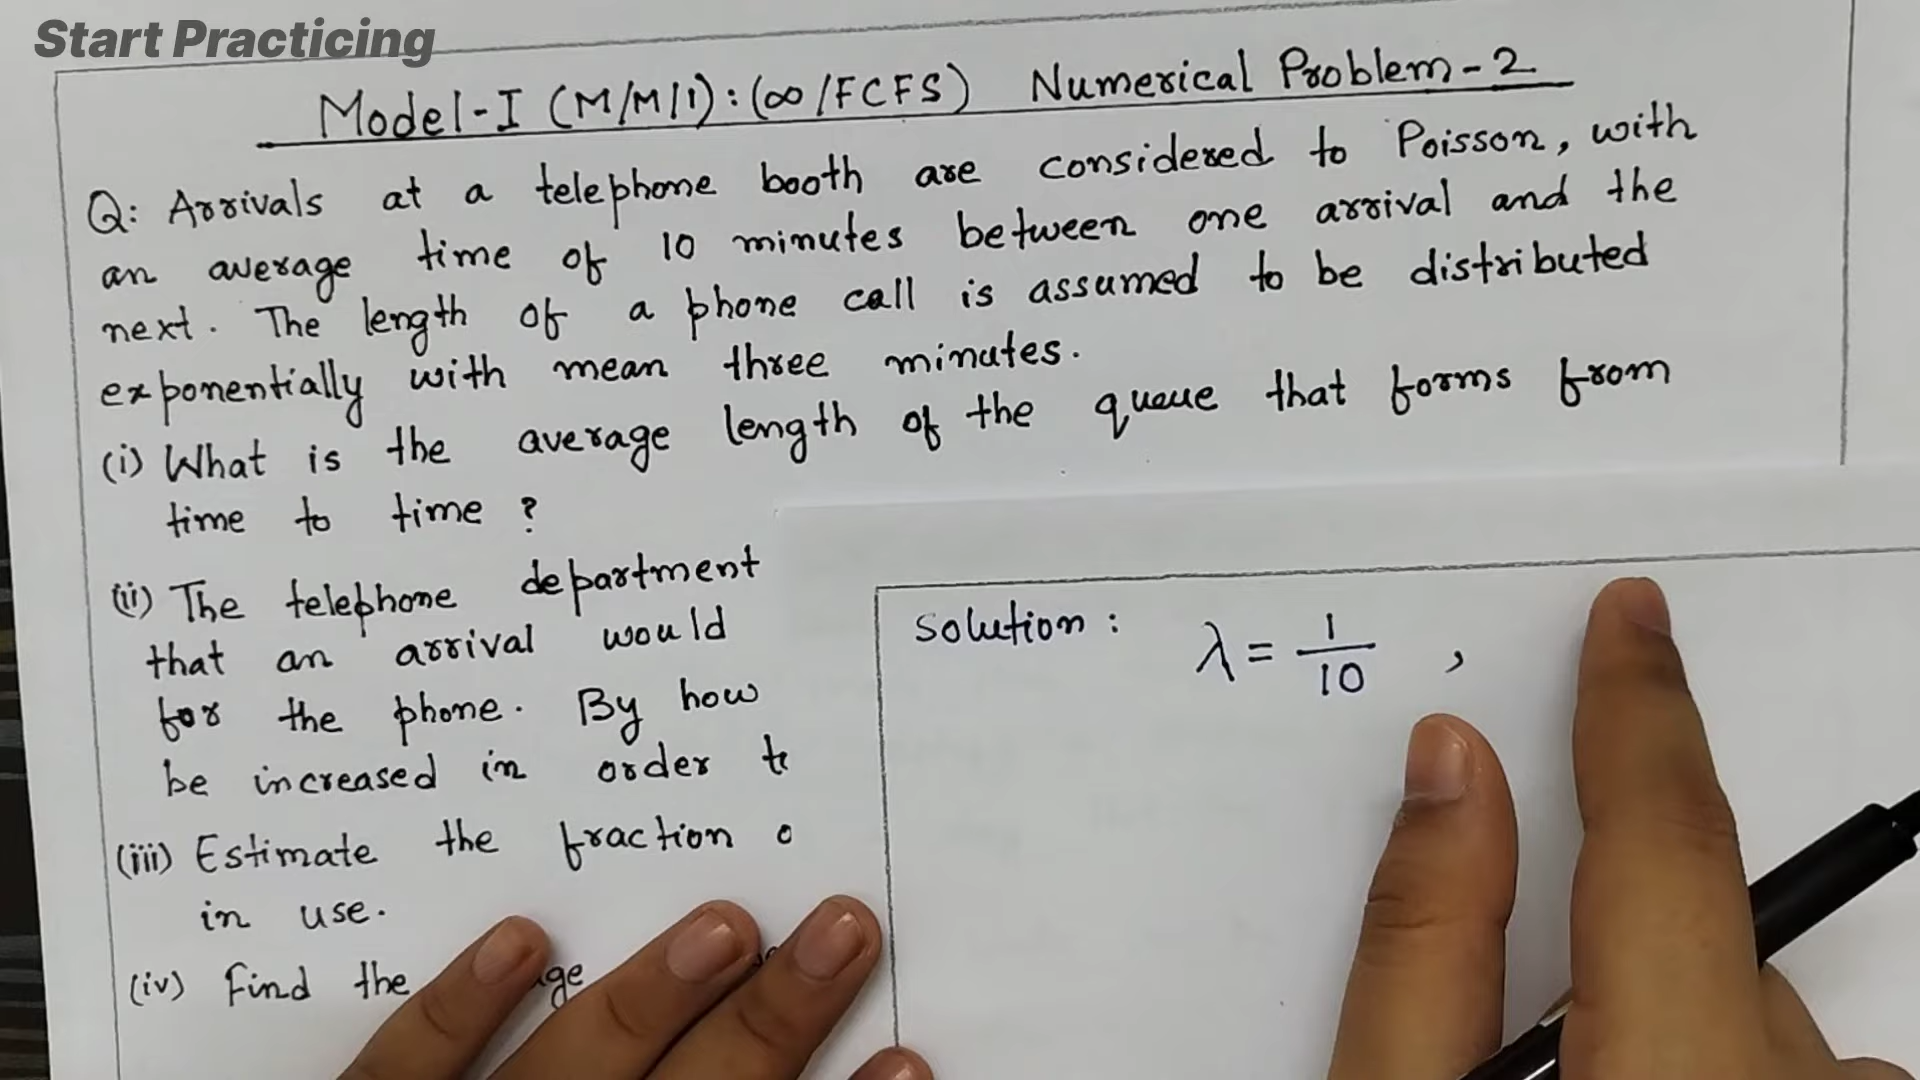 Start Practicing
Model-I (M/M/1) : (∞/FCFS) Numerical Problem-2
Q: Arrivals at a telephone booth are considered to Poisson, with
an average time of 10 minutes between one arrival and the
next. The length of a phone call is assumed to be distributed
exponentially with mean three minutes.
(i) What is the average length of the queue that forms from
time to time ?
(ii) The telephone department
that an arrival would
for the phone. By how
be increased in order
(iii) Estimate the fraction
in use.
(iv) Find the
Solution : λ = 1/10 ,